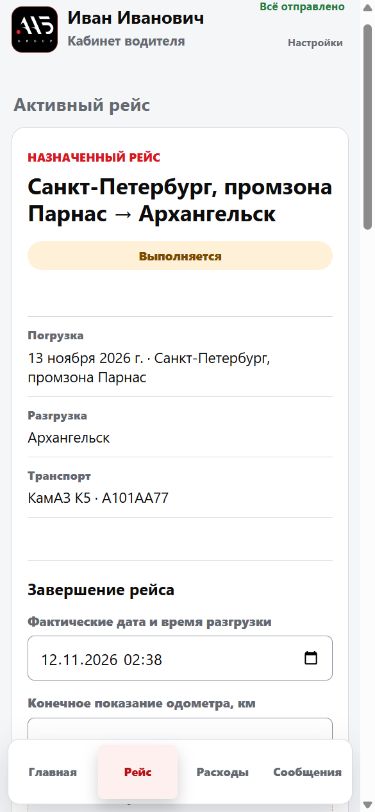 Всё отправлено
Иван Иванович
Кабинет водителя
Настройки
Активный рейс
НАЗНАЧЕННЫЙ РЕЙС
Санкт-Петербург, промзона
Парнас → Архангельск
Выполняется
Погрузка
13 ноября 2026 г. · Санкт-Петербург,
промзона Парнас
Разгрузка
Архангельск
Транспорт
КамАЗ К5 · А101АА77
Завершение рейса
Фактические дата и время разгрузки
12.11.2026 02:38
Конечное показание одометра, км
Главная
Рейс
Расходы
Сообщения